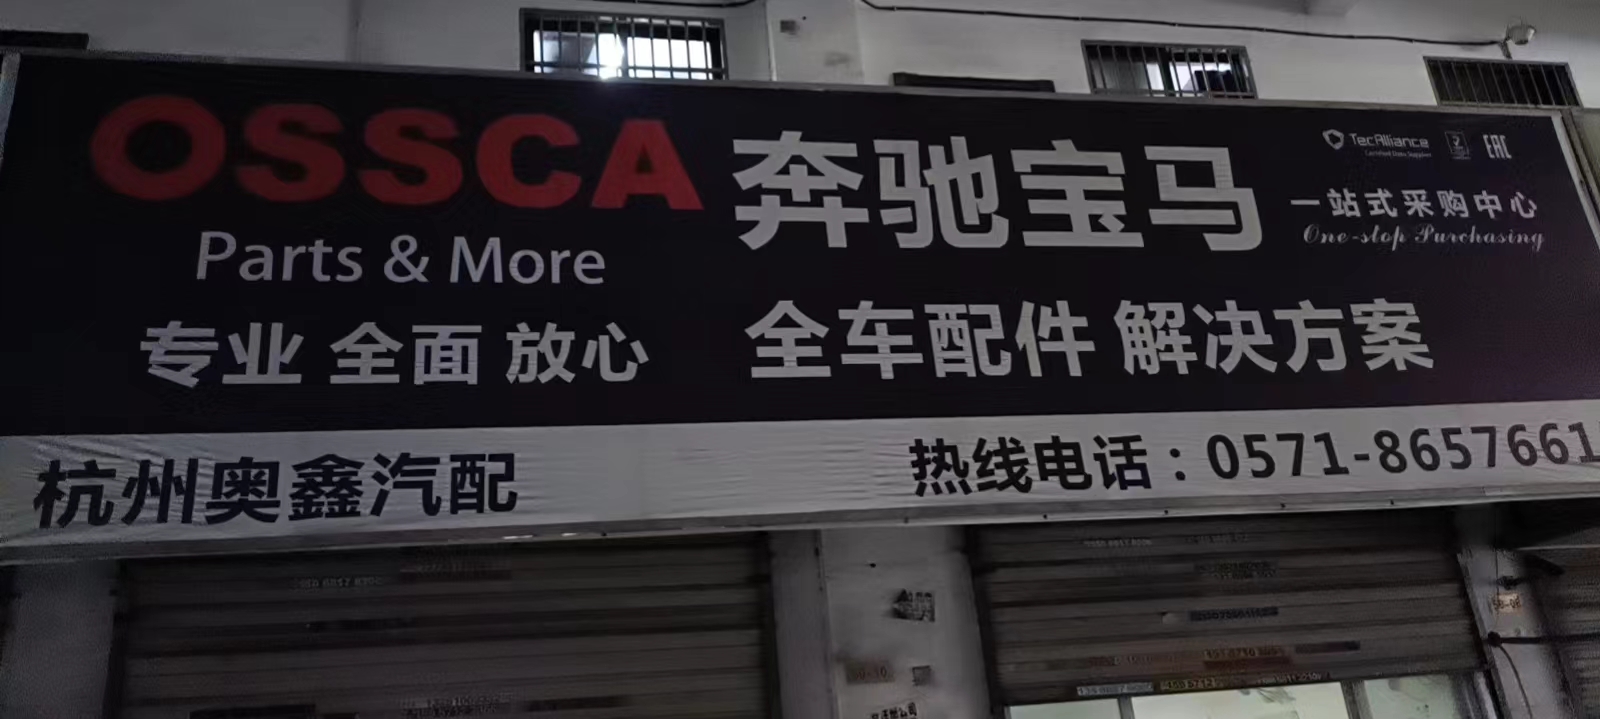 OSSCA
Parts & More
专业 全面 放心
奔驰宝马
全车配件 解决方案
TecAlliance
EAC
一站式采购中心
One-stop Purchasing
杭州奥鑫汽配
热线电话：0571-8657661